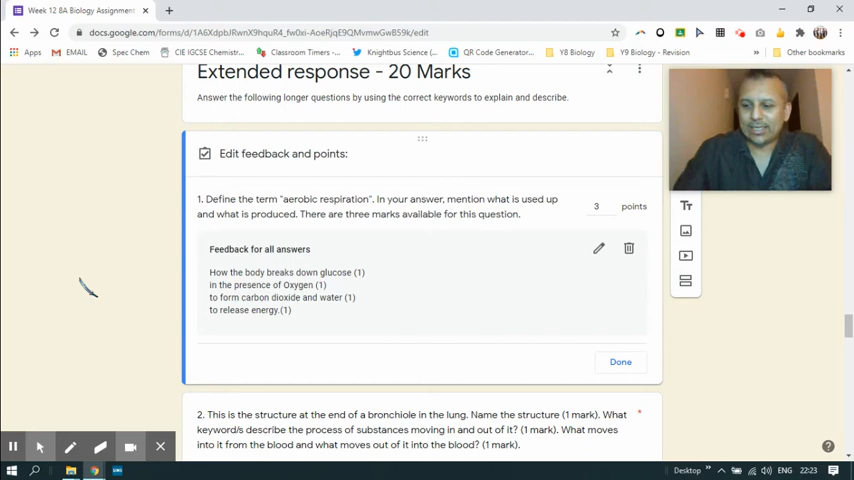 Week 12 8A Biology Assignment
docs.google.com/forms/d/1A6XdpbJRwnX9hquR4_fw0xi-AoeRjqE9QMvmwGwBS9k/edit
Apps
EMAIL
Spec Chem
CIE IGCSE Chemistr...
Classroom Timers -...
Knightbus Science (...
QR Code Generator...
Y8 Biology
Y9 Biology - Revision
Other bookmarks
Extended response - 20 Marks
Answer the following longer questions by using the correct keywords to explain and describe.
Edit feedback and points:
1. Define the term "aerobic respiration". In your answer, mention what is used up
and what is produced. There are three marks available for this question.
3 points
Feedback for all answers
How the body breaks down glucose (1)
in the presence of Oxygen (1)
to form carbon dioxide and water (1)
to release energy.(1)
Done
2. This is the structure at the end of a bronchiole in the lung. Name the structure (1 mark). What
keyword/s describe the process of substances moving in and out of it? (1 mark). What moves
into it from the blood and what moves out of it into the blood? (1 mark).
*
Desktop
ENG
22:23